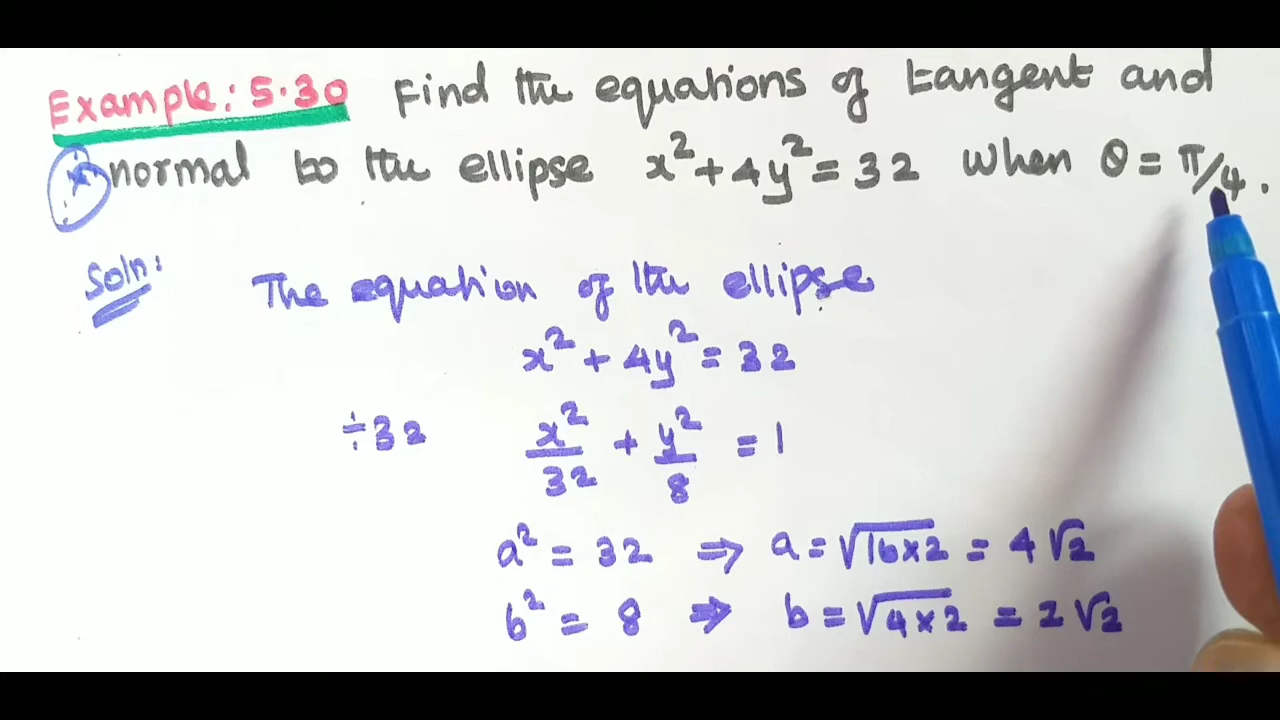 Example: 5.30 Find the equations of tangent and
* normal to the ellipse x² + 4y² = 32 when θ = π/4.
Soln: The equation of the ellipse
x² + 4y² = 32
÷32 x²/32 + y²/8 = 1
a² = 32 ⇒ a = √16×2 = 4√2
b² = 8 ⇒ b = √4×2 = 2√2